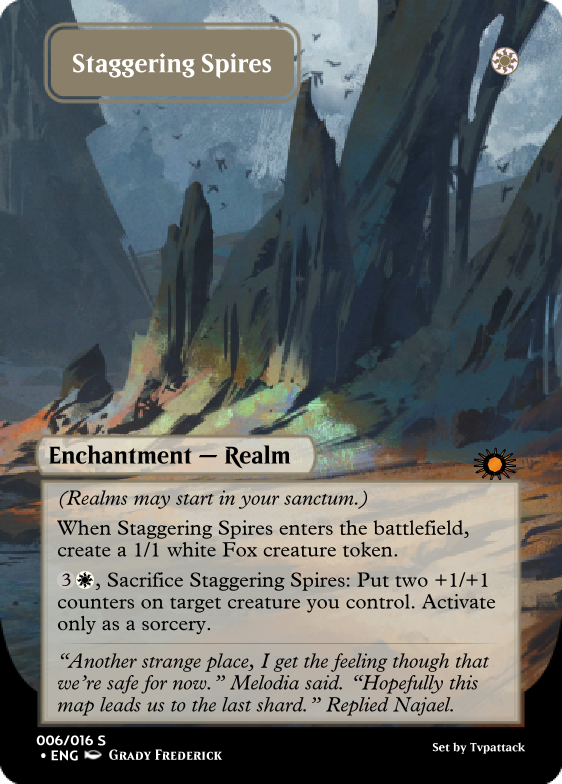 Staggering Spires
Enchantment — Realm
(Realms may start in your sanctum.)
When Staggering Spires enters the battlefield,
create a 1/1 white Fox creature token.
3, Sacrifice Staggering Spires: Put two +1/+1
counters on target creature you control. Activate
only as a sorcery.
“Another strange place, I get the feeling though that
we’re safe for now.” Melodia said. “Hopefully this
map leads us to the last shard.” Replied Najael.
006/016 S
• ENG Grady Frederick
Set by Tvpattack